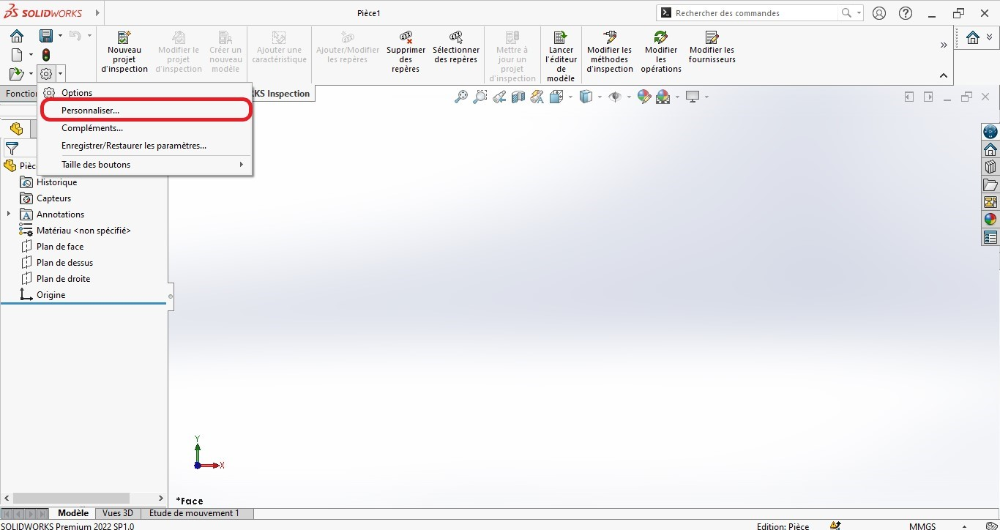 SOLIDWORKS
Pièce1
Rechercher des commandes
Nouveau
projet
d'inspection
Modifier le
projet
d'inspection
Créer un
nouveau
modèle
Ajouter une
caractéristique
Ajouter/Modifier
les repères
Supprimer
des
repères
Sélectionner
des repères
Mettre à
jour un
projet
d'inspection
Lancer
l'éditeur
de
modèle
Modifier les
méthodes
d'inspection
Modifier
les
opérations
Modifier les
fournisseurs
Fonction
RKS Inspection
Options
Personnaliser...
Compléments...
Enregistrer/Restaurer les paramètres...
Taille des boutons
Pièc
Historique
Capteurs
Annotations
Matériau <non spécifié>
Plan de face
Plan de dessus
Plan de droite
Origine
Y
X
*Face
Modèle
Vues 3D
Etude de mouvement 1
SOLIDWORKS Premium 2022 SP1.0
Edition: Pièce
MMGS